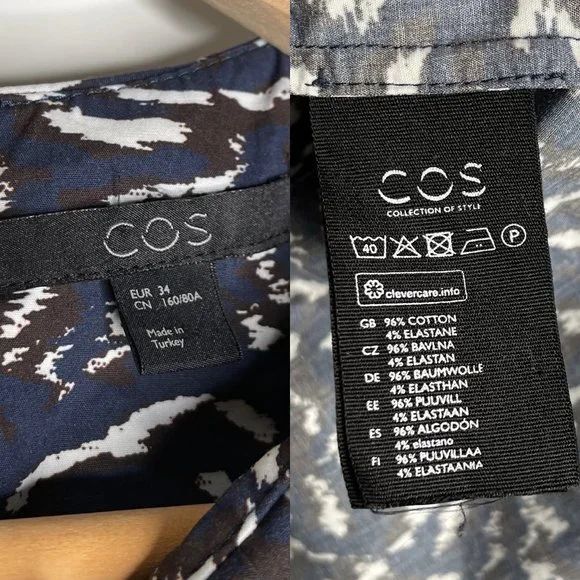 COS
EUR 34
CN 160/80A
Made in
Turkey
COS
COLLECTION OF STYLE
40 P
clevercare.info
GB 96% COTTON
4% ELASTANE
CZ 96% BAVLNA
4% ELASTAN
DE 96% BAUMWOLLE
4% ELASTHAN
EE 96% PUUVILL
4% ELASTAAN
ES 96% ALGODÓN
4% elastano
FI 96% PUUVILLAA
4% ELASTAANIA